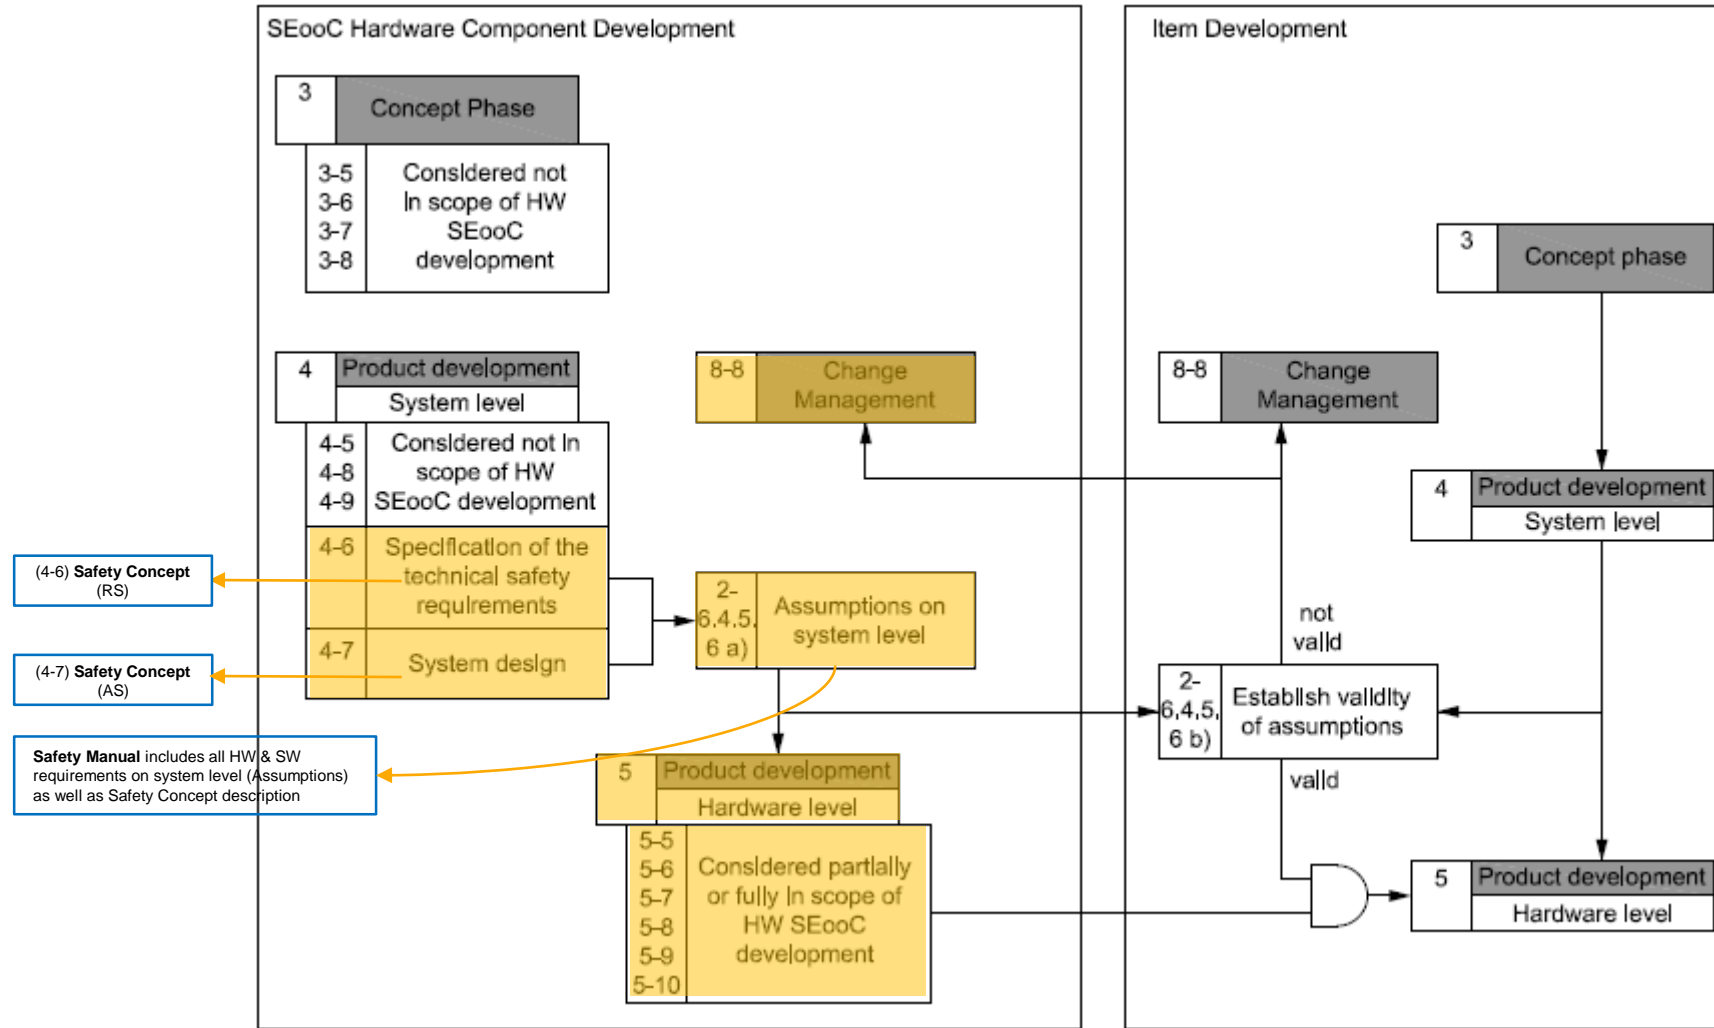 SEooC Hardware Component Development
3
Concept Phase
3-5
3-6
3-7
3-8
Considered not
in scope of HW
SEooC
development
4
Product development
System level
4-5
4-8
4-9
Considered not in
scope of HW
SEooC development
4-6
Specification of the
technical safety
requirements
4-7
System design
(4-6) Safety Concept
(RS)
(4-7) Safety Concept
(AS)
Safety Manual includes all HW & SW
requirements on system level (Assumptions)
as well as Safety Concept description
8-8
Change
Management
2-
6,4,5,
6 a)
Assumptions on
system level
5
Product development
Hardware level
5-5
5-6
5-7
5-8
5-9
5-10
Considered partially
or fully in scope of
HW SEooC
development
Item Development
3
Concept phase
8-8
Change
Management
4
Product development
System level
not
valid
2-
6,4,5,
6 b)
Establish validity
of assumptions
valid
5
Product development
Hardware level